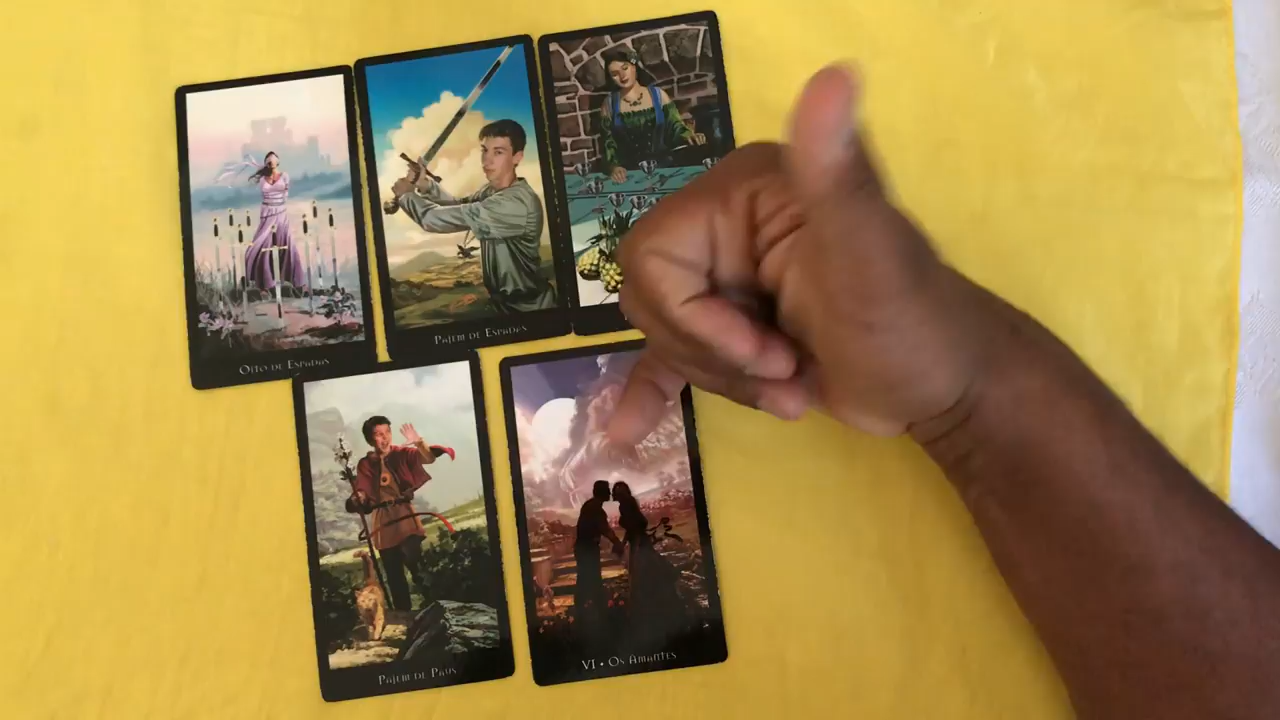 Oito de Espadas
Pajem de Espadas
Pajem de Paus
VI • Os Amantes